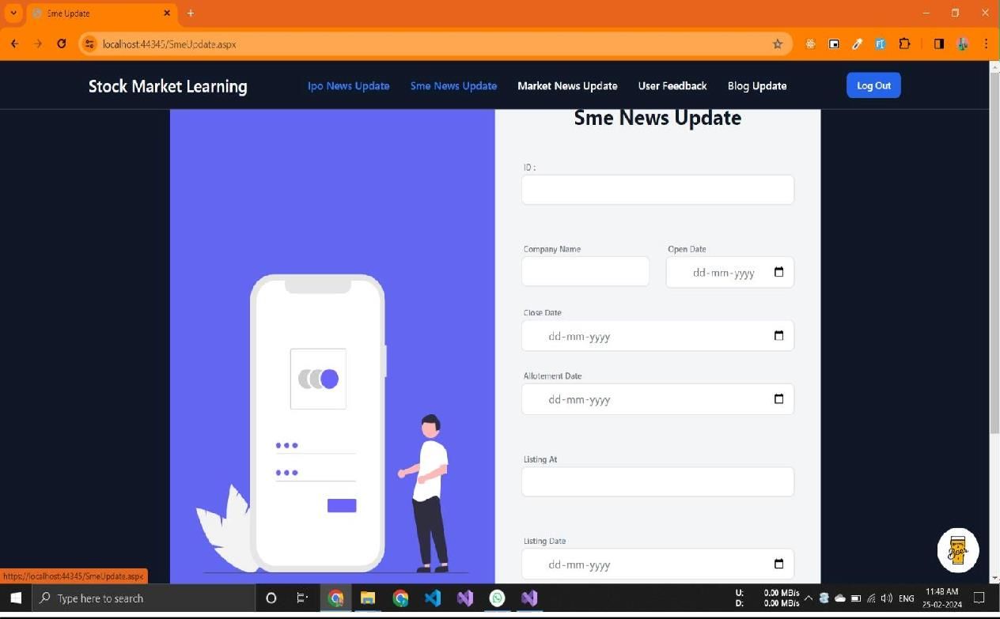 Sme Update
localhost:44345/SmeUpdate.aspx
Stock Market Learning Ipo News Update Sme News Update Market News Update User Feedback Blog Update Log Out
Sme News Update
ID :
Company Name Open Date
dd-mm-yyyy
Close Date
dd-mm-yyyy
Allotement Date
dd-mm-yyyy
Listing At
Listing Date
dd-mm-yyyy
Beer
https://localhost:44345/SmeUpdate.aspx
Type here to search
U: 0.00 MB/s
D: 0.00 MB/s
ENG
11:48 AM
25-02-2024